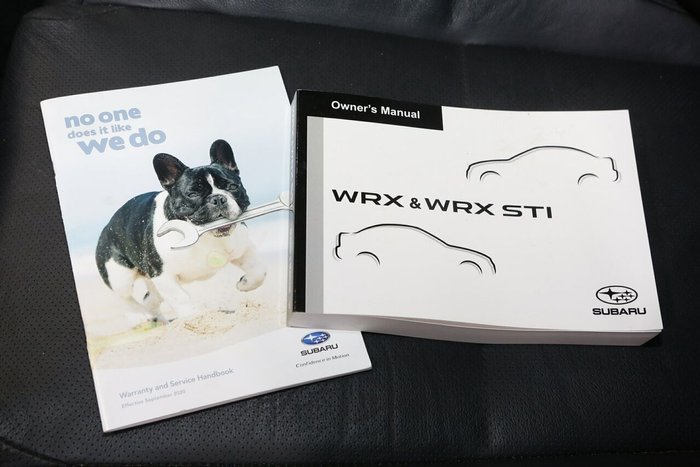 no one
does it like
we do
SUBARU
Confidence in Motion
Warranty and Service Handbook
Effective September 2020
Owner's Manual
WRX & WRX STI
SUBARU